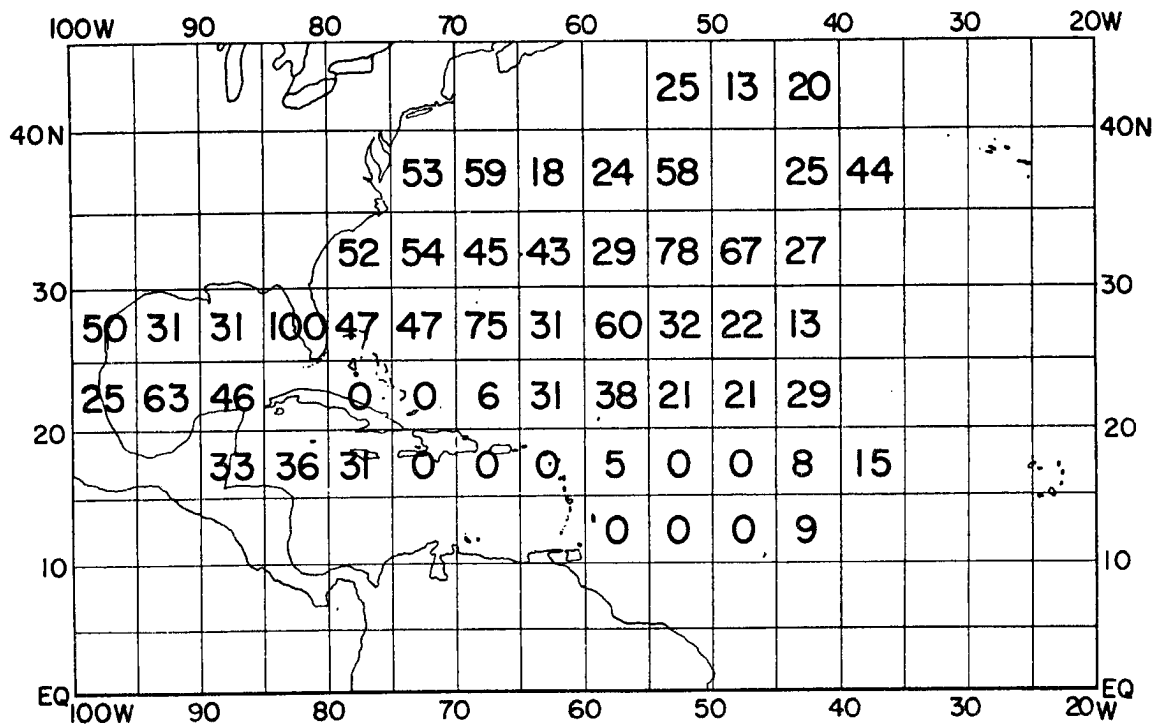 100W 90 80 70 60 50 40 30 20W
25 13 20
40N 40N
53 59 18 24 58 25 44
52 54 45 43 29 78 67 27
30 30
50 31 31 100 47 47 75 31 60 32 22 13
25 63 46 0 0 6 31 38 21 21 29
20 20
33 36 31 0 0 0 5 0 0 8 15
0 0 0 9
10 10
EQ EQ
100W 90 80 70 60 50 40 30 20W